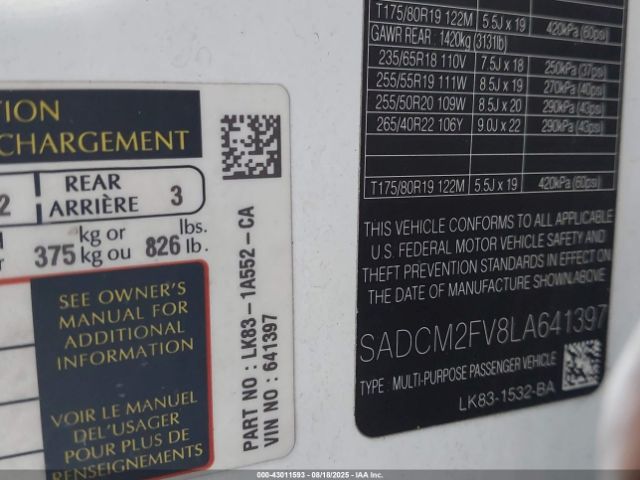 TION
CHARGEMENT
2 REAR ARRIÈRE 3
375 kg or kg ou 826 lbs. lb.
SEE OWNER'S
MANUAL FOR
ADDITIONAL
INFORMATION
VOIR LE MANUEL
DEL'USAGER
POUR PLUS DE
RENSEIGNEMENTS
PART NO : LK83-1A552-CA
VIN NO : 641397
T175/80R19 122M 5.5J x 19 420kPa (60psi)
GAWR REAR : 1420kg (3131lb)
235/65R18 110V 7.5J x 18 250kPa (37psi)
255/55R19 111W 8.5J x 19 270kPa (40psi)
255/50R20 109W 8.5J x 20 290kPa (43psi)
265/40R22 106Y 9.0J x 22 290kPa (43psi)
T175/80R19 122M 5.5J x 19 420kPa (60psi)
THIS VEHICLE CONFORMS TO ALL APPLICABLE
U.S. FEDERAL MOTOR VEHICLE SAFETY AND
THEFT PREVENTION STANDARDS IN EFFECT ON THE
DATE OF MANUFACTURE SHOWN ABOVE.
SADCM2FV8LA641397
TYPE : MULTI-PURPOSE PASSENGER VEHICLE
LK83-1532-BA
000-43011593 - 08/18/2025 - IAA Inc.